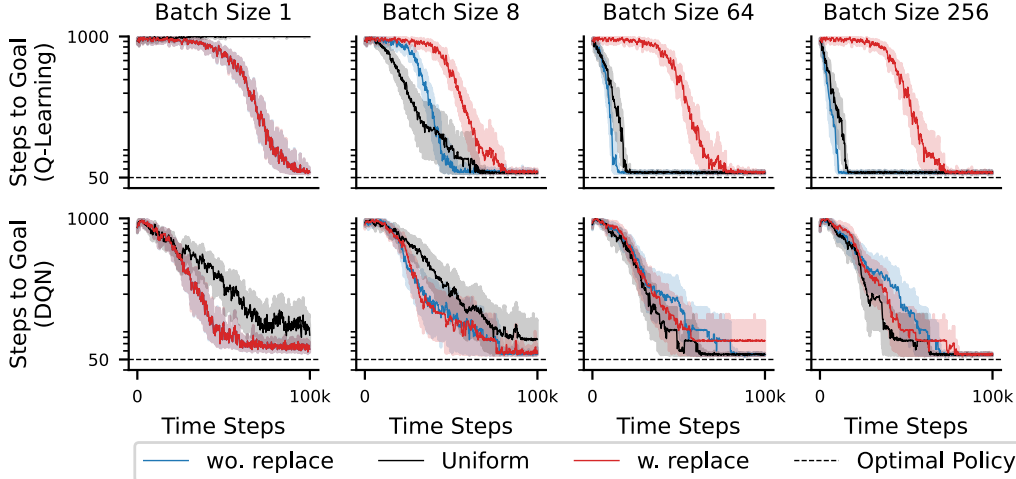 Batch Size 1 Batch Size 8 Batch Size 64 Batch Size 256
Steps to Goal
(Q-Learning)
1000
50
Steps to Goal
(DQN)
1000
50
0 100k 0 100k 0 100k 0 100k
Time Steps Time Steps Time Steps Time Steps
wo. replace Uniform w. replace Optimal Policy